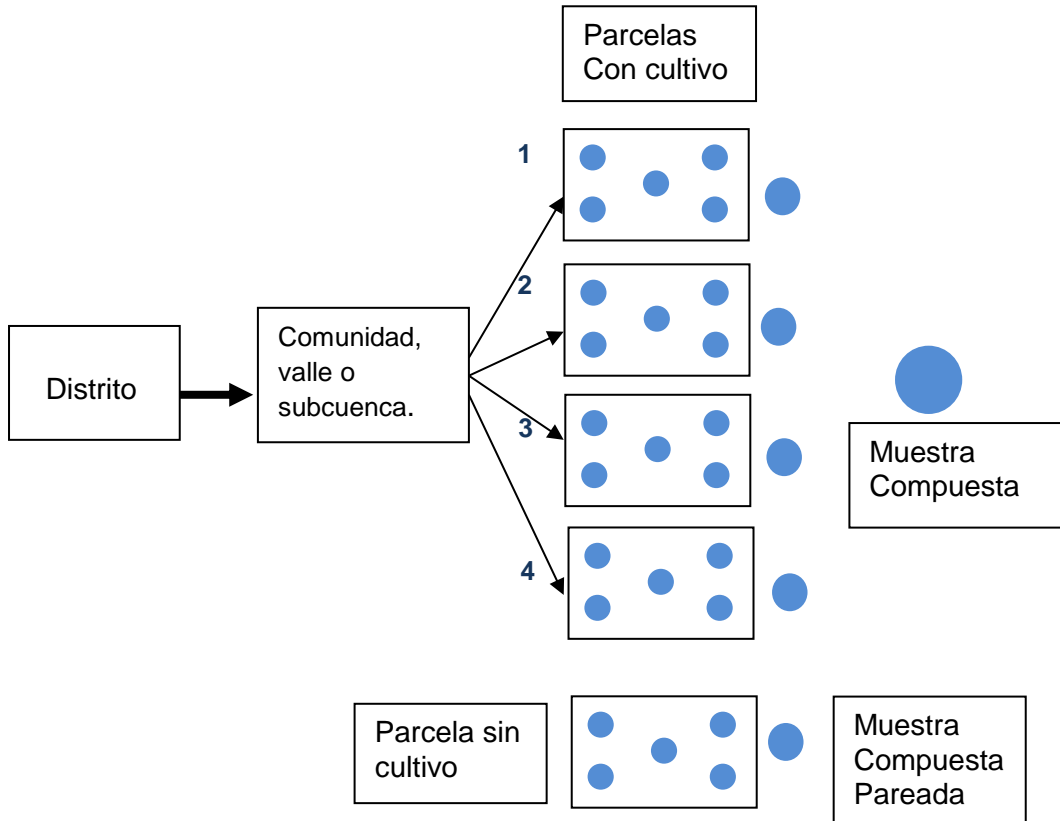 Parcelas
Con cultivo
1
2
Distrito
Comunidad,
valle o
subcuenca.
3
Muestra
Compuesta
4
Parcela sin
cultivo
Muestra
Compuesta
Pareada